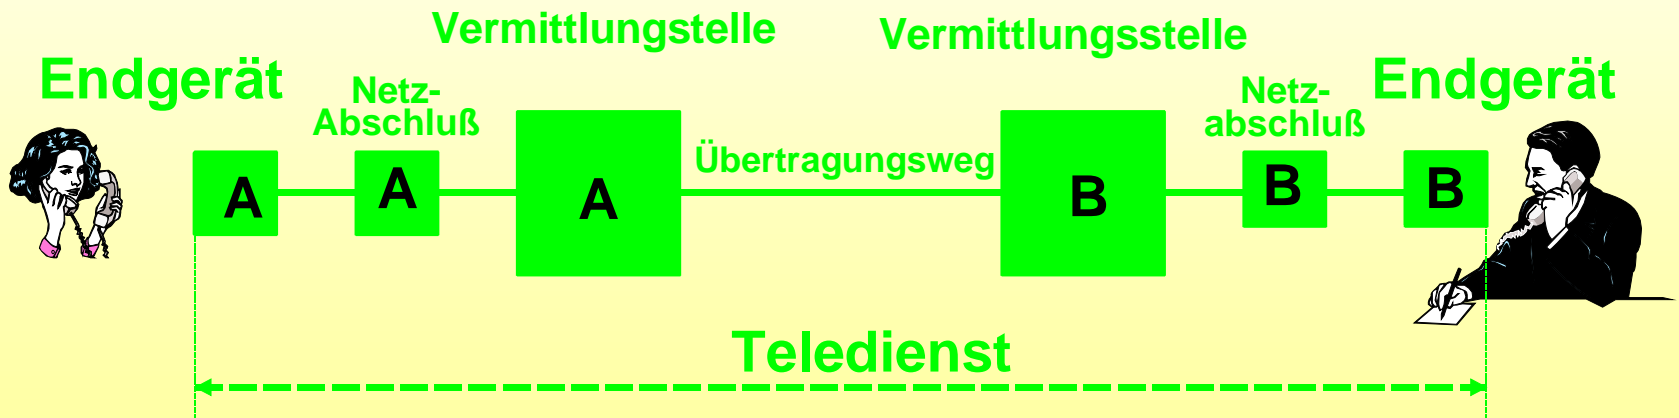 Vermittlungstelle
Vermittlungsstelle
Endgerät
Netz-
Abschluß
Netz-
abschluß
Endgerät
A
A
A
Übertragungsweg
B
B
B
Teledienst